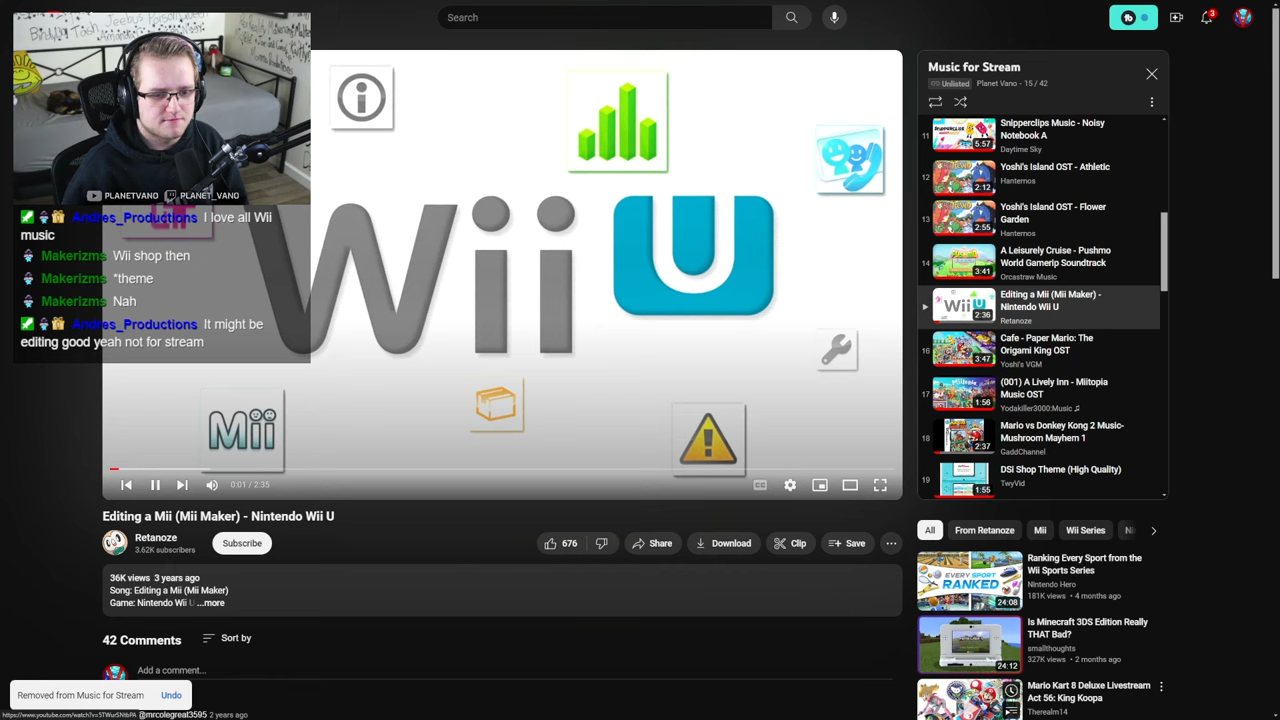 Search
3
PLANETVANO PLANET_VANO
Andres_Productions I love all Wii
music
Makerizms Wii shop then
Makerizms *theme
Makerizms Nah
Andres_Productions It might be
editing good yeah not for stream
Wii U
Mii
0:01 / 2:35
Editing a Mii (Mii Maker) - Nintendo Wii U
Retanoze
3.62K subscribers
Subscribe
676
Share
Download
Clip
Save
36K views 3 years ago
Song: Editing a Mii (Mii Maker)
Game: Nintendo Wii U ...more
42 Comments
Sort by
Add a comment...
Removed from Music for Stream Undo
@mrcolegreat3595 2 years ago
Music for Stream
Unlisted Planet Vano - 15 / 42
11
5:57
Snipperclips Music - Noisy
Notebook A
Daytime Sky
12
2:12
Yoshi's Island OST - Athletic
Hanternos
13
2:55
Yoshi's Island OST - Flower
Garden
Hanternos
14
3:41
A Leisurely Cruise - Pushmo
World Gamerip Soundtrack
Orcastraw Music
2:36
Editing a Mii (Mii Maker) -
Nintendo Wii U
Retanoze
16
3:47
Cafe - Paper Mario: The
Origami King OST
Yoshi's VGM
17
1:56
(001) A Lively Inn - Miitopia
Music OST
Yodakiller3000:Music ♫
18
2:37
Mario vs Donkey Kong 2 Music-
Mushroom Mayhem 1
GaddChannel
19
1:55
DSi Shop Theme (High Quality)
TwyVid
All
From Retanoze
Mii
Wii Series
EVERY SPORT
RANKED
24:08
Ranking Every Sport from the
Wii Sports Series
Nintendo Hero
181K views • 4 months ago
24:12
Is Minecraft 3DS Edition Really
THAT Bad?
smallthoughts
327K views • 2 months ago
Mario Kart 8 Deluxe Livestream
Act 56: King Koopa
Therealm14